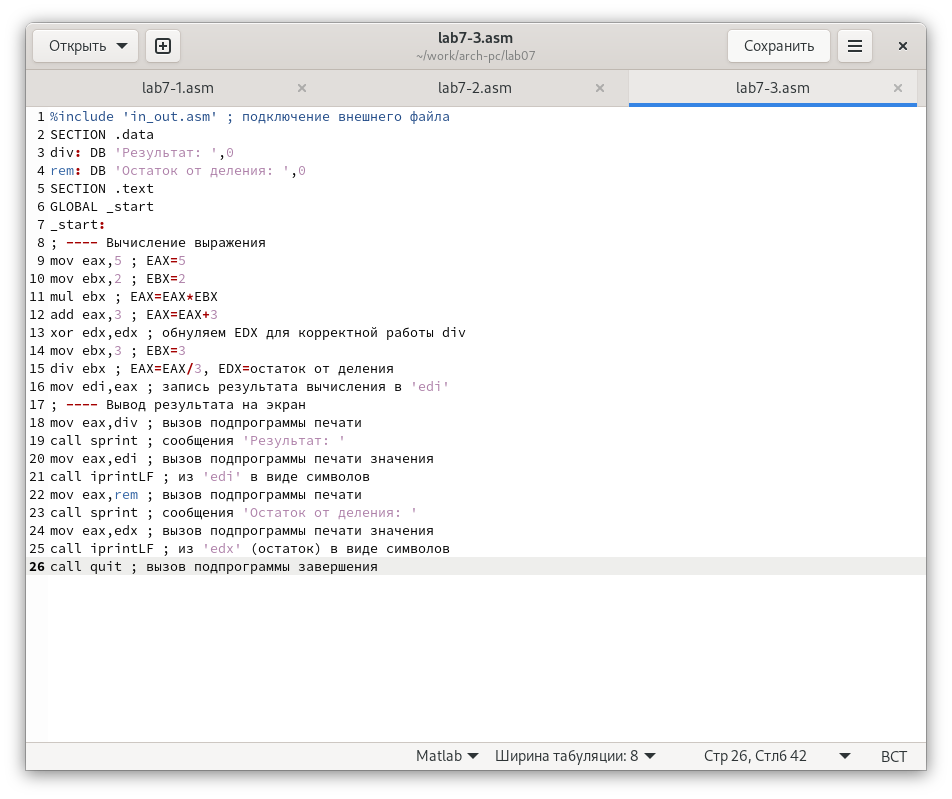 Открыть
lab7-3.asm
~/work/arch-pc/lab07
Сохранить
lab7-1.asm
lab7-2.asm
lab7-3.asm
1 %include 'in_out.asm' ; подключение внешнего файла
2 SECTION .data
3 div: DB 'Результат: ',0
4 rem: DB 'Остаток от деления: ',0
5 SECTION .text
6 GLOBAL _start
7 _start:
8 ; ---- Вычисление выражения
9 mov eax,5 ; EAX=5
10 mov ebx,2 ; EBX=2
11 mul ebx ; EAX=EAX*EBX
12 add eax,3 ; EAX=EAX+3
13 xor edx,edx ; обнуляем EDX для корректной работы div
14 mov ebx,3 ; EBX=3
15 div ebx ; EAX=EAX/3, EDX=остаток от деления
16 mov edi,eax ; запись результата вычисления в 'edi'
17 ; ---- Вывод результата на экран
18 mov eax,div ; вызов подпрограммы печати
19 call sprint ; сообщения 'Результат: '
20 mov eax,edi ; вызов подпрограммы печати значения
21 call iprintLF ; из 'edi' в виде символов
22 mov eax,rem ; вызов подпрограммы печати
23 call sprint ; сообщения 'Остаток от деления: '
24 mov eax,edx ; вызов подпрограммы печати значения
25 call iprintLF ; из 'edx' (остаток) в виде символов
26 call quit ; вызов подпрограммы завершения
Matlab
Ширина табуляции: 8
Стр 26, Стлб 42
ВСТ